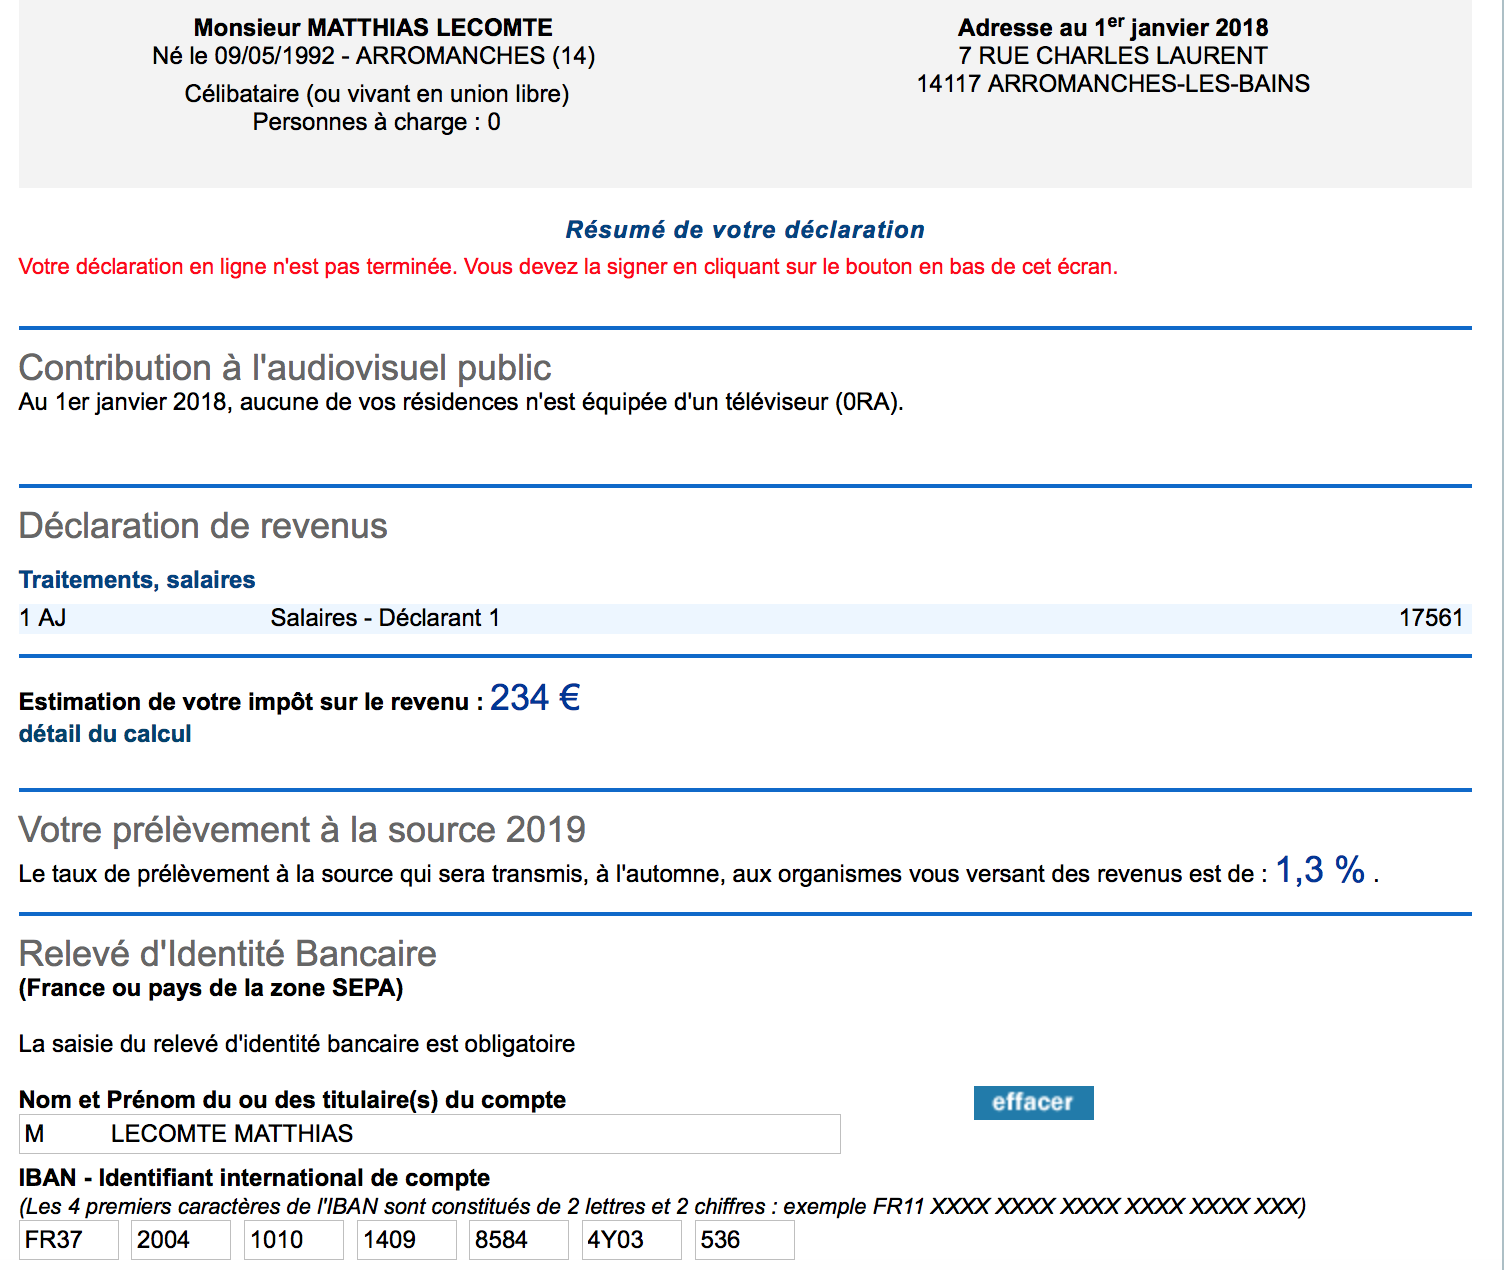 Monsieur MATTHIAS LECOMTE
Né le 09/05/1992 - ARROMANCHES (14)
Célibataire (ou vivant en union libre)
Personnes à charge : 0
Adresse au 1er janvier 2018
7 RUE CHARLES LAURENT
14117 ARROMANCHES-LES-BAINS
Résumé de votre déclaration
Votre déclaration en ligne n'est pas terminée. Vous devez la signer en cliquant sur le bouton en bas de cet écran.
Contribution à l'audiovisuel public
Au 1er janvier 2018, aucune de vos résidences n'est équipée d'un téléviseur (0RA).
Déclaration de revenus
Traitements, salaires
1 AJ Salaires - Déclarant 1 17561
Estimation de votre impôt sur le revenu : 234 €
détail du calcul
Votre prélèvement à la source 2019
Le taux de prélèvement à la source qui sera transmis, à l'automne, aux organismes vous versant des revenus est de : 1,3 % .
Relevé d'Identité Bancaire
(France ou pays de la zone SEPA)
La saisie du relevé d'identité bancaire est obligatoire
Nom et Prénom du ou des titulaire(s) du compte
effacer
M LECOMTE MATTHIAS
IBAN - Identifiant international de compte
(Les 4 premiers caractères de l'IBAN sont constitués de 2 lettres et 2 chiffres : exemple FR11 XXXX XXXX XXXX XXXX XXXX XXX)
FR37 2004 1010 1409 8584 4Y03 536